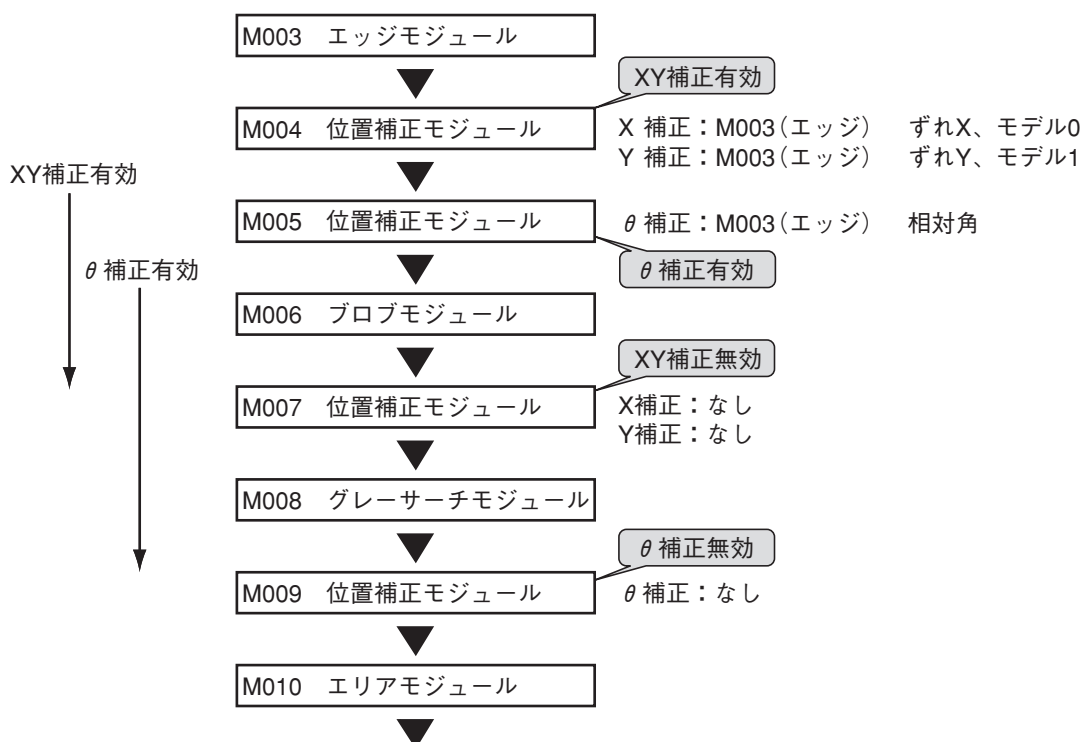 M003 エッジモジュール
XY補正有効
M004 位置補正モジュール
X 補正：M003(エッジ) ずれX、モデル0
Y 補正：M003(エッジ) ずれY、モデル1
XY補正有効
M005 位置補正モジュール
θ 補正：M003(エッジ) 相対角
θ 補正有効
θ 補正有効
M006 ブロブモジュール
XY補正無効
M007 位置補正モジュール
X補正：なし
Y補正：なし
M008 グレーサーチモジュール
θ 補正無効
M009 位置補正モジュール
θ 補正：なし
M010 エリアモジュール